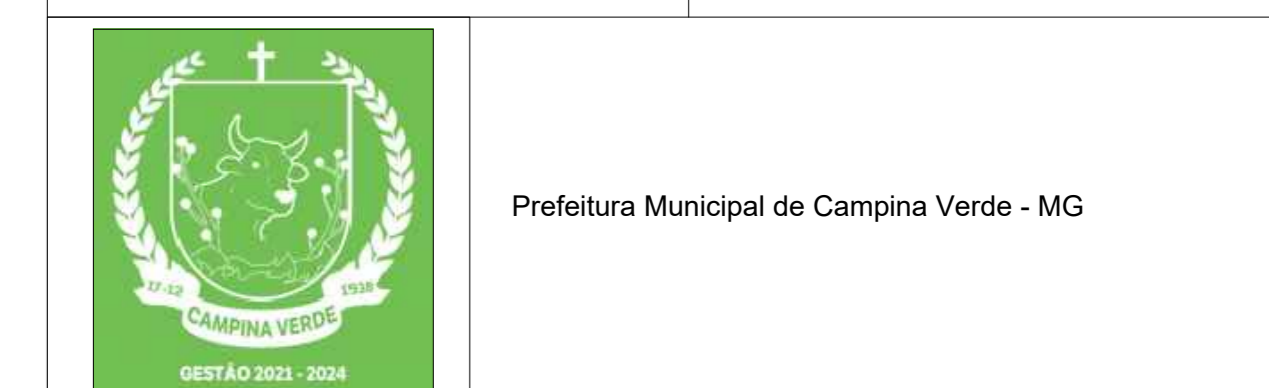 17-12
1938
CAMPINA VERDE
GESTÃO 2021 - 2024
Prefeitura Municipal de Campina Verde - MG